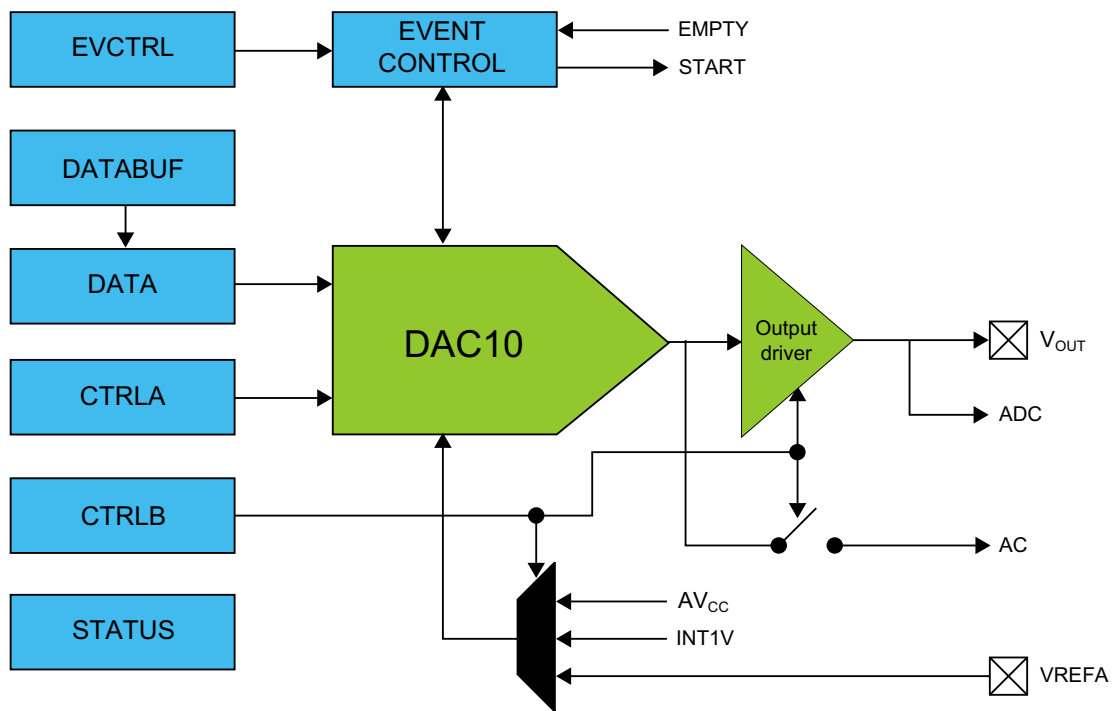 EVCTRL
EVENT
CONTROL
EMPTY
START
DATABUF
DATA
DAC10
Output
driver
VOUT
CTRLA
ADC
CTRLB
AC
AVCC
STATUS
INT1V
VREFA